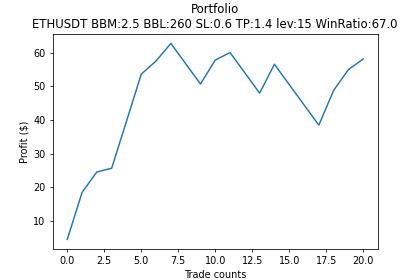 Portfolio
ETHUSDT BBM:2.5 BBL:260 SL:0.6 TP:1.4 lev:15 WinRatio:67.0
60
50
40
30
20
10
Profit ($)
0.0 2.5 5.0 7.5 10.0 12.5 15.0 17.5 20.0
Trade counts